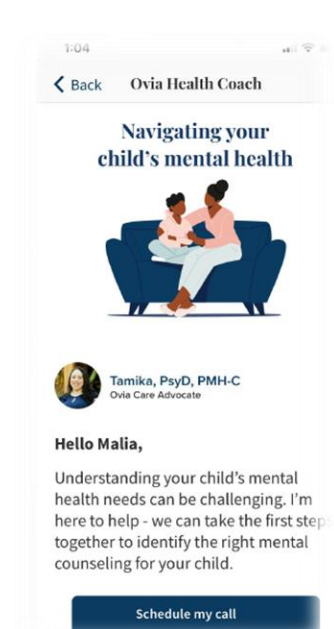 1:04
Back Ovia Health Coach
Navigating your
child's mental health
Tamika, PsyD, PMH-C
Ovia Care Advocate
Hello Malia,
Understanding your child's mental
health needs can be challenging. I'm
here to help - we can take the first steps
together to identify the right mental
counseling for your child.
Schedule my call